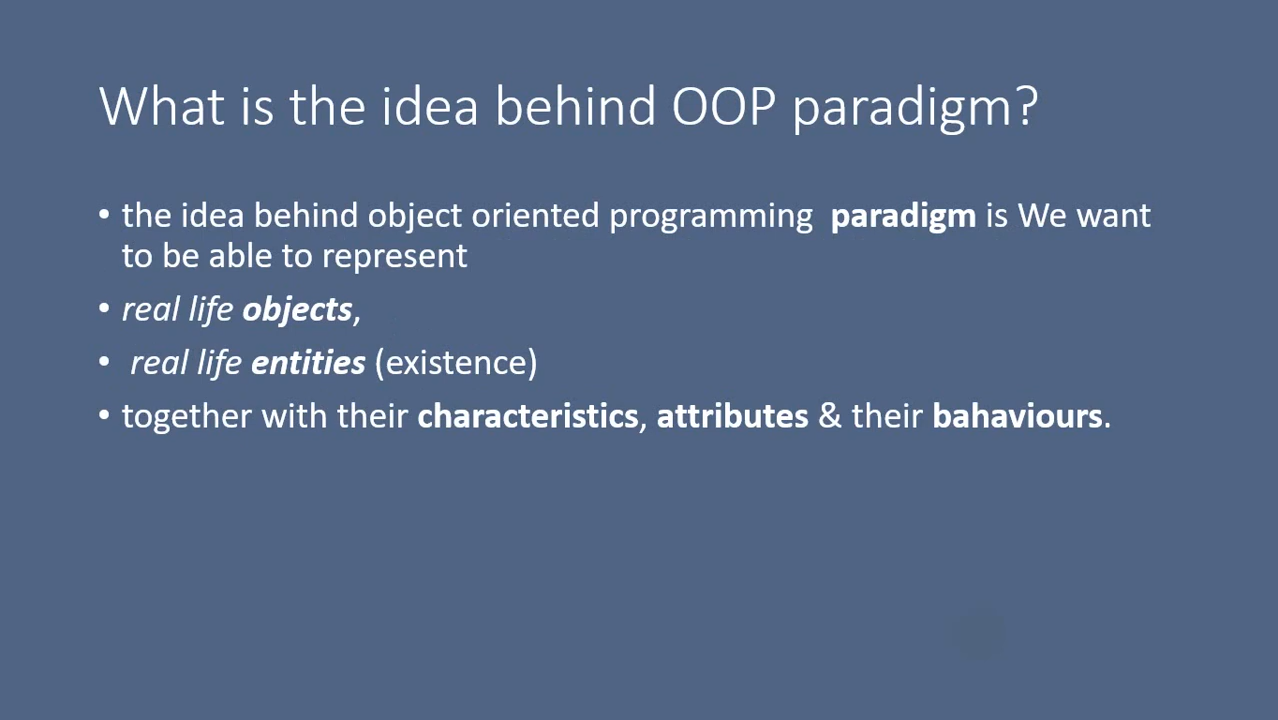 What is the idea behind OOP paradigm?
• the idea behind object oriented programming paradigm is We want
to be able to represent
• real life objects,
• real life entities (existence)
• together with their characteristics, attributes & their bahaviours.